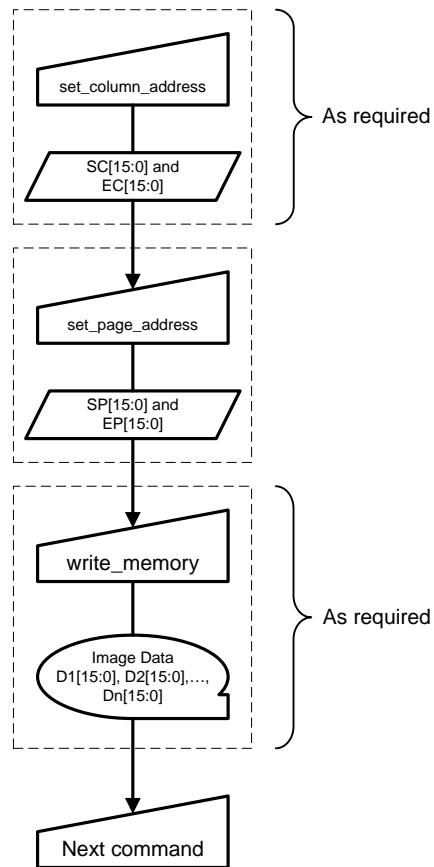 set_column_address
As required
SC[15:0] and
EC[15:0]
set_page_address
SP[15:0] and
EP[15:0]
write_memory
As required
Image Data
D1[15:0], D2[15:0],…,
Dn[15:0]
Next command